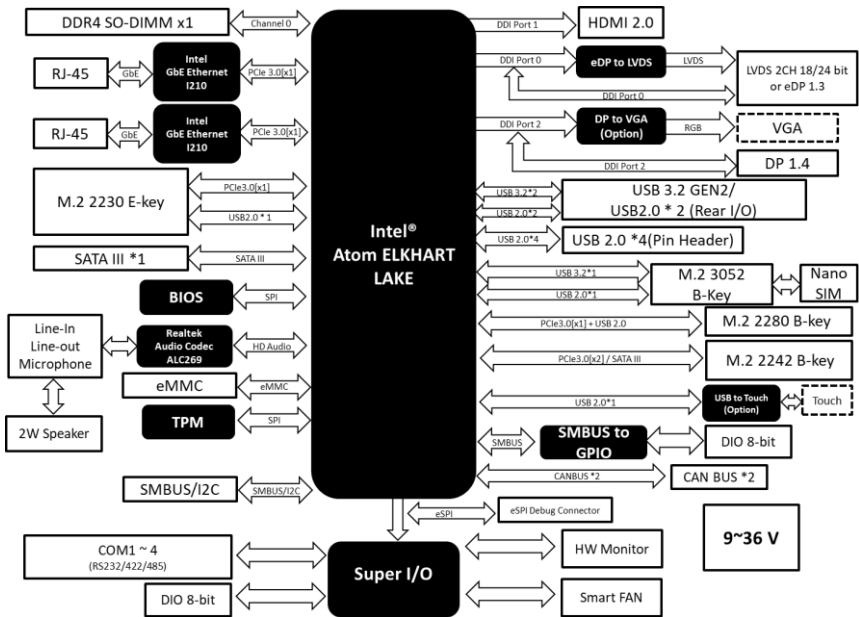 DDR4 SO-DIMM x1
Channel 0
RJ-45
GbE
Intel
GbE Ethernet
I210
PCIe 3.0[x1]
RJ-45
GbE
Intel
GbE Ethernet
I210
PCIe 3.0[x1]
M.2 2230 E-key
PCIe3.0[x1]
USB2.0 * 1
SATA III *1
SATA III
BIOS
SPI
Line-In
Line-out
Microphone
Realtek
Audio Codec
ALC269
HD Audio
eMMC
eMMC
2W Speaker
TPM
SPI
SMBUS/I2C
SMBUS/I2C
Intel®
Atom ELKHART
LAKE
DDI Port 1
HDMI 2.0
DDI Port 0
eDP to LVDS
LVDS
LVDS 2CH 18/24 bit
or eDP 1.3
DDI Port 0
DDI Port 2
DP to VGA
(Option)
RGB
VGA
DDI Port 2
DP 1.4
USB 3.2*2
USB 2.0*2
USB 3.2 GEN2/
USB2.0 * 2 (Rear I/O)
USB 2.0*4
USB 2.0 *4(Pin Header)
USB 3.2*1
USB 2.0*1
M.2 3052
B-Key
Nano
SIM
PCIe3.0[x1] + USB 2.0
M.2 2280 B-key
PCIe3.0[x2] / SATA III
M.2 2242 B-key
USB 2.0*1
USB to Touch
(Option)
Touch
SMBUS
SMBUS to
GPIO
DIO 8-bit
CANBUS *2
CAN BUS *2
eSPI
eSPI Debug Connector
COM1 ~ 4
(RS232/422/485)
DIO 8-bit
Super I/O
HW Monitor
Smart FAN
9~36 V